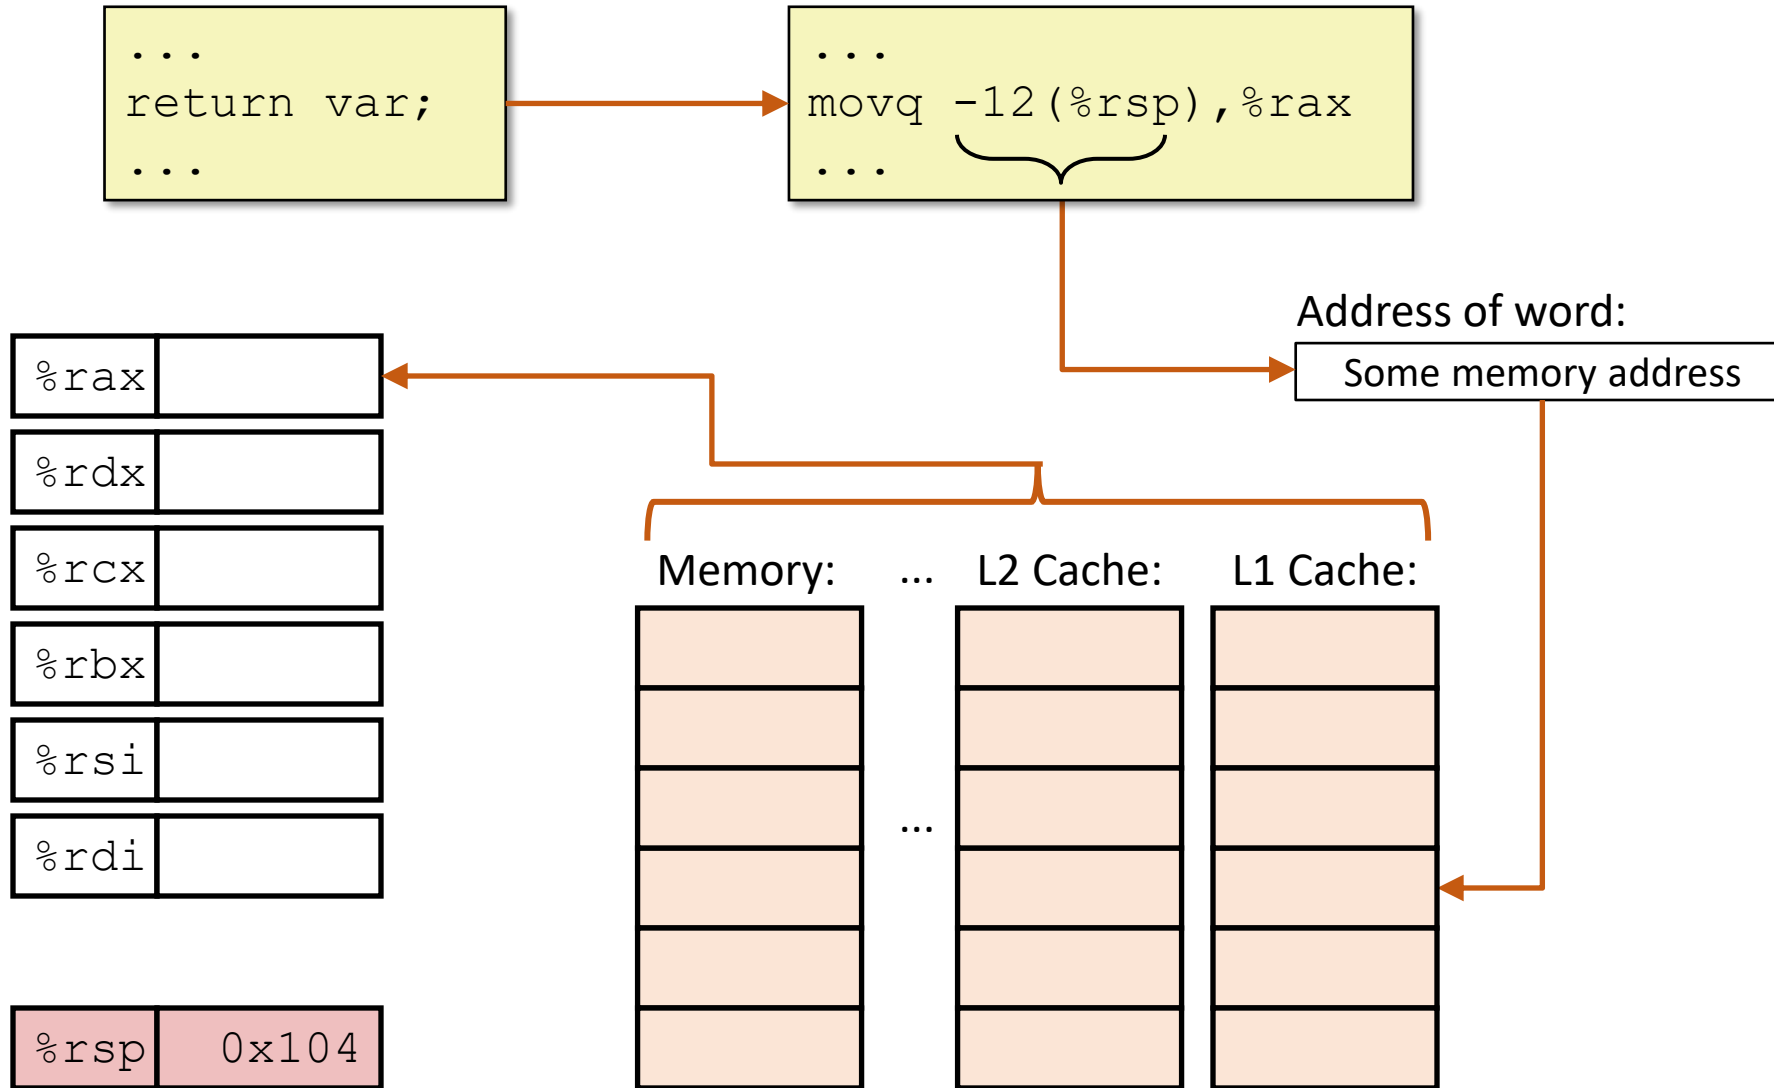 ...
return var;
...
...
movq -12(%rsp),%rax
...
Address of word:
Some memory address
%rax
%rdx
%rcx
%rbx
%rsi
%rdi
%rsp 0x104
Memory: ... L2 Cache: L1 Cache:
...